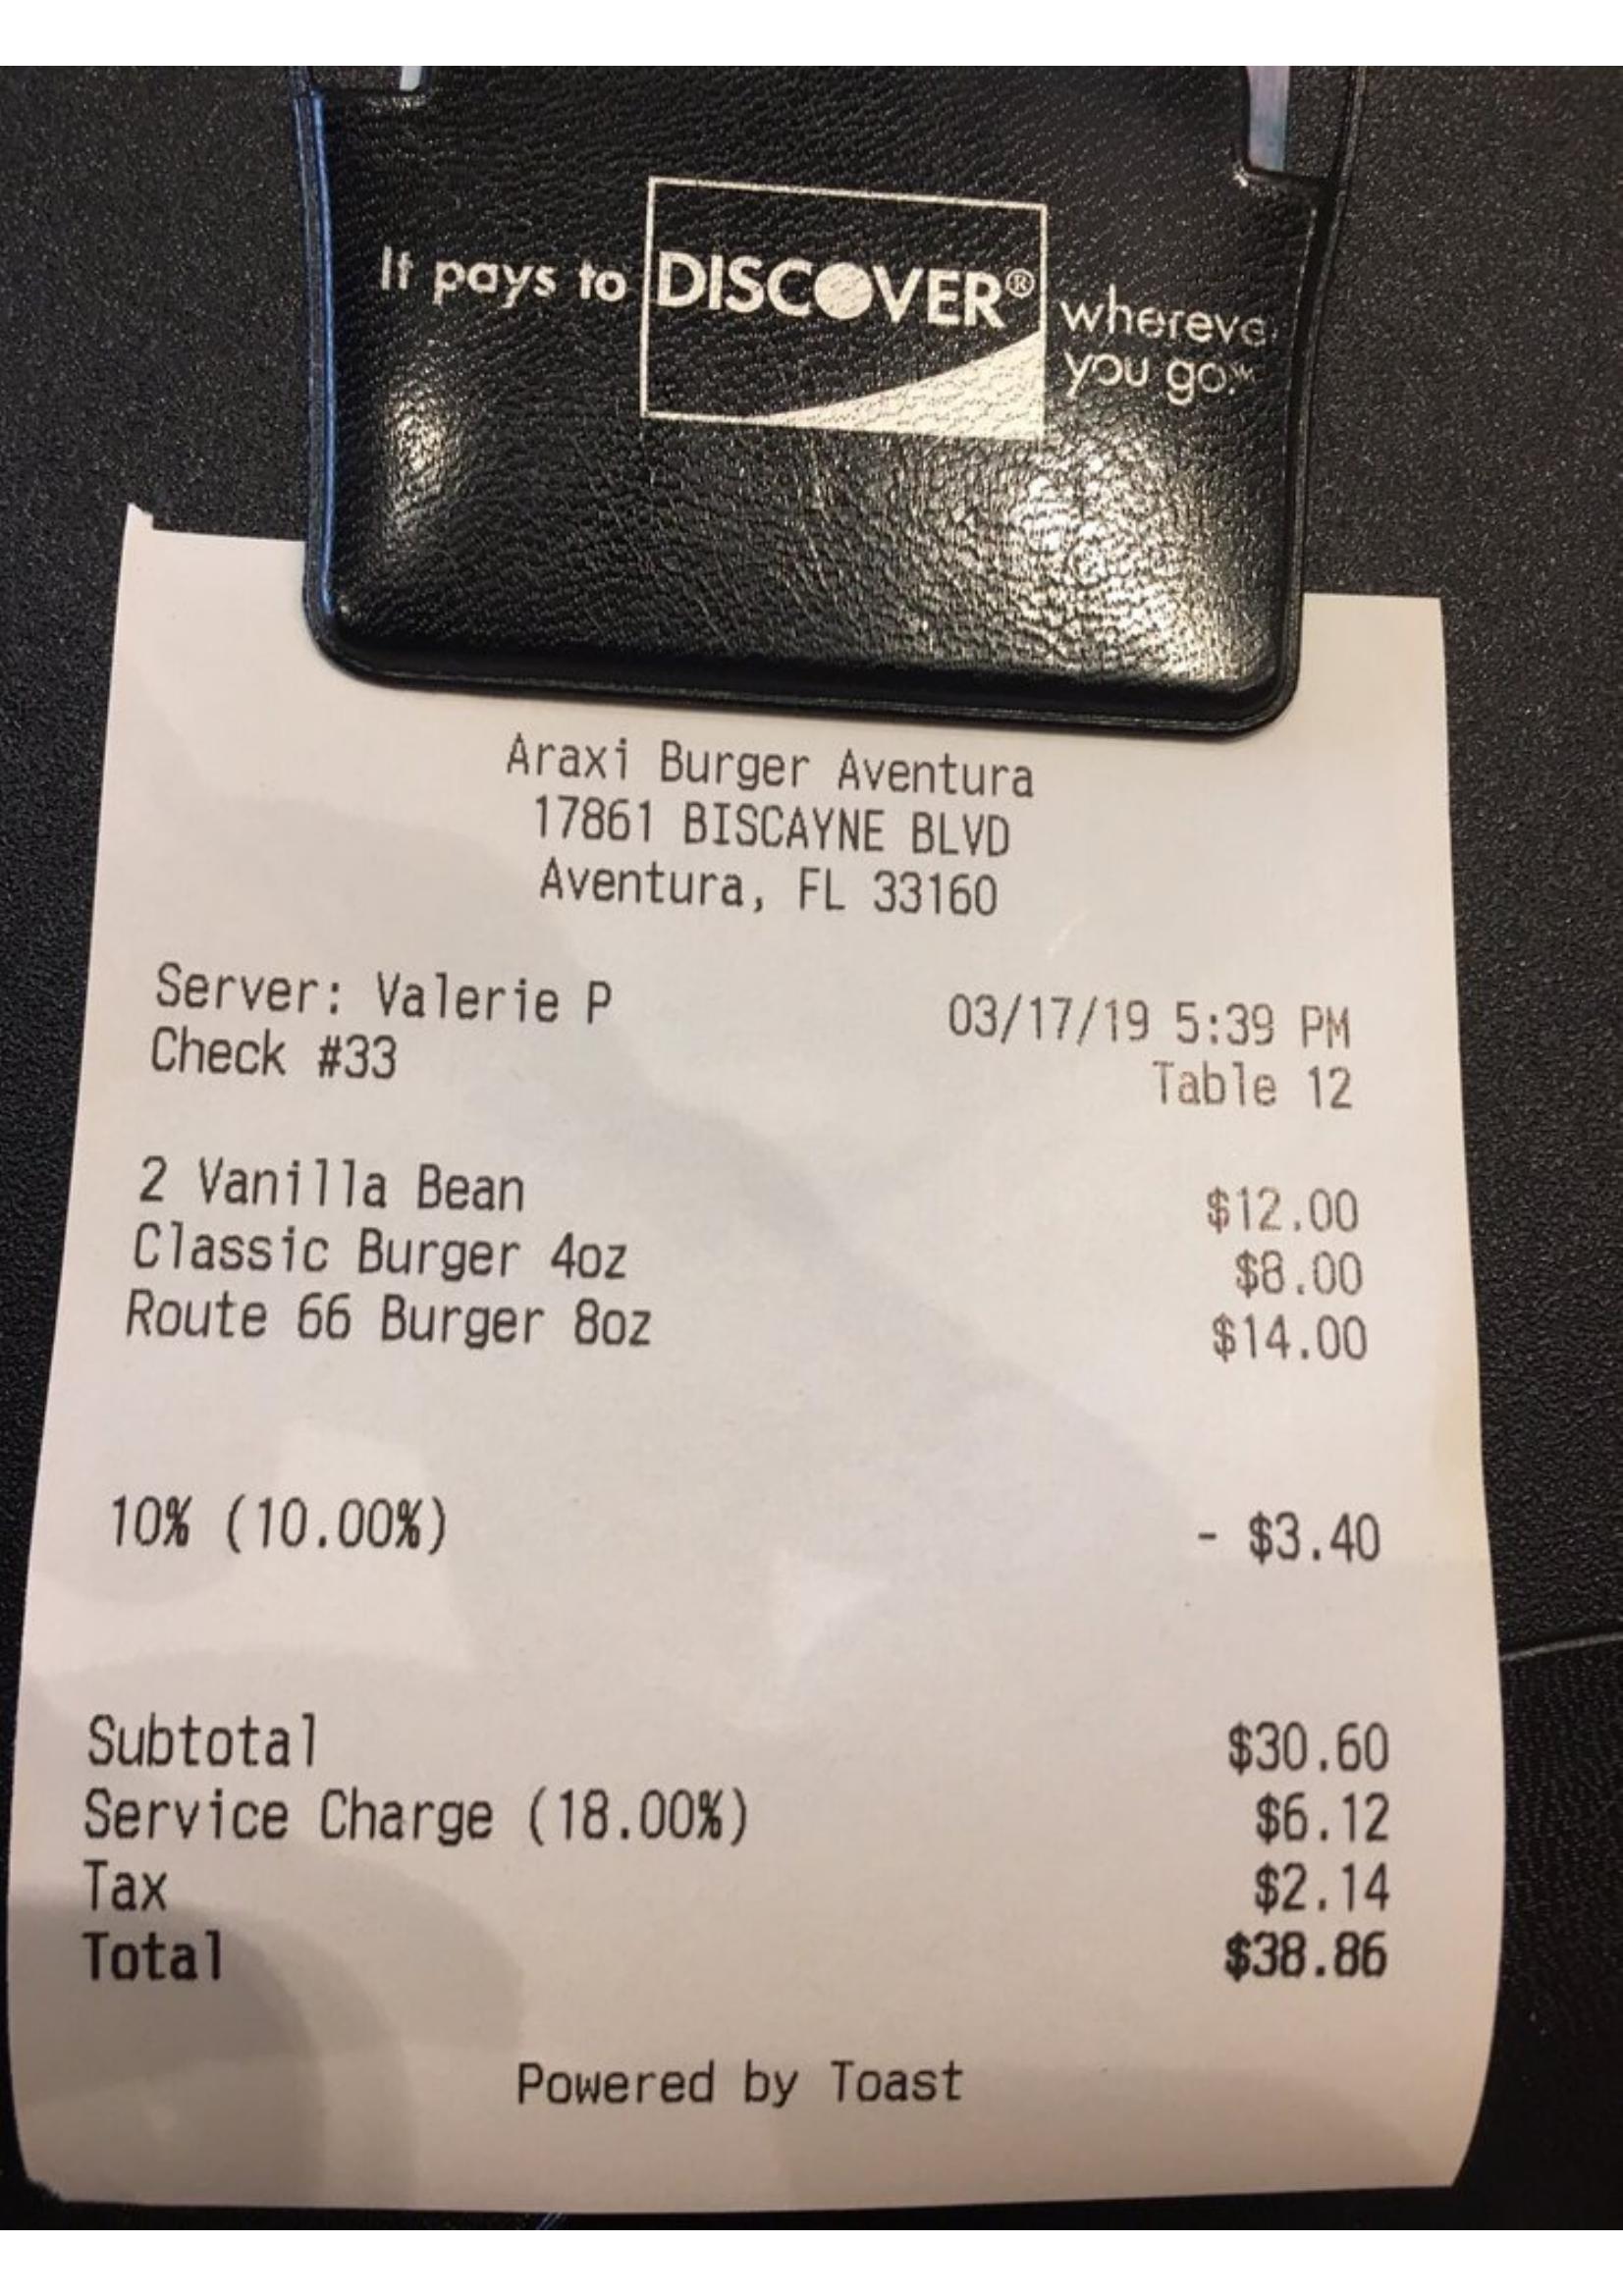 It pays to DISCOVER® wherever
you go.℠
Araxi Burger Aventura
17861 BISCAYNE BLVD
Aventura, FL 33160
Server: Valerie P 03/17/19 5:39 PM
Check #33 Table 12
2 Vanilla Bean $12.00
Classic Burger 4oz $8.00
Route 66 Burger 8oz $14.00
10% (10.00%) - $3.40
Subtotal $30.60
Service Charge (18.00%) $6.12
Tax $2.14
Total $38.86
Powered by Toast